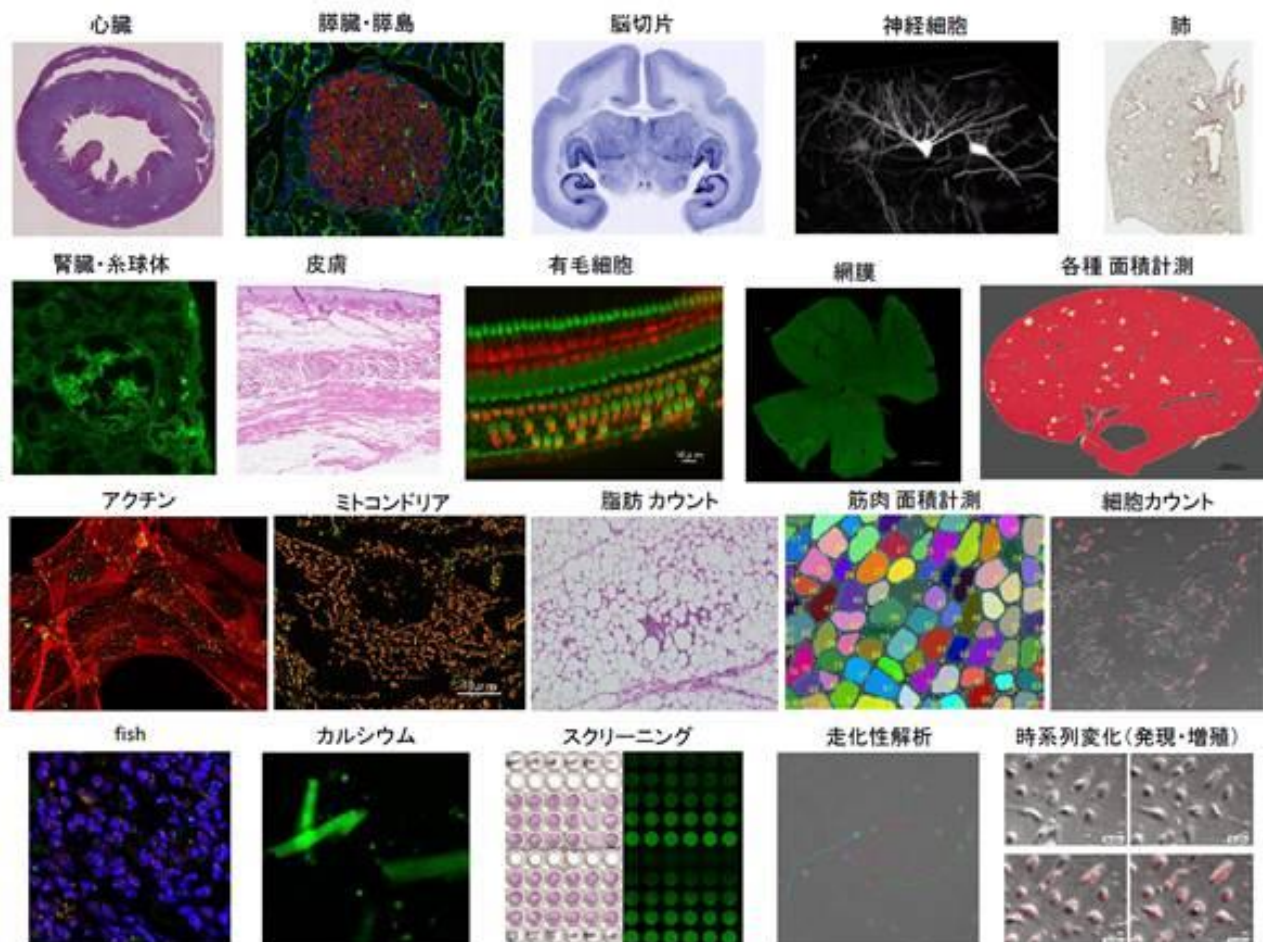 心臓
膵臓・膵島
脳切片
神経細胞
肺
腎臓・糸球体
皮膚
有毛細胞
網膜
各種 面積計測
アクチン
ミトコンドリア
脂肪 カウント
筋肉 面積計測
細胞カウント
fish
カルシウム
スクリーニング
走化性解析
時系列変化(発現・増殖)